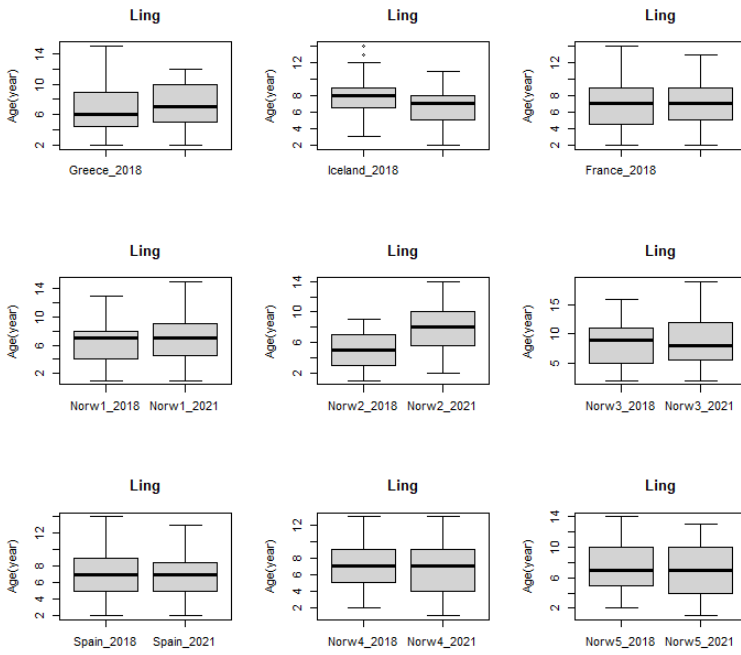 Ling
Age(year)
2 6 10 14
Greece_2018
Ling
Age(year)
2 4 6 8 12
Iceland_2018
Ling
Age(year)
2 4 6 8 12
France_2018
Ling
Age(year)
2 6 10 14
Norw1_2018 Norw1_2021
Ling
Age(year)
2 6 10 14
Norw2_2018 Norw2_2021
Ling
Age(year)
5 10 15
Norw3_2018 Norw3_2021
Ling
Age(year)
2 4 6 8 12
Spain_2018 Spain_2021
Ling
Age(year)
2 4 6 8 12
Norw4_2018 Norw4_2021
Ling
Age(year)
2 6 10 14
Norw5_2018 Norw5_2021